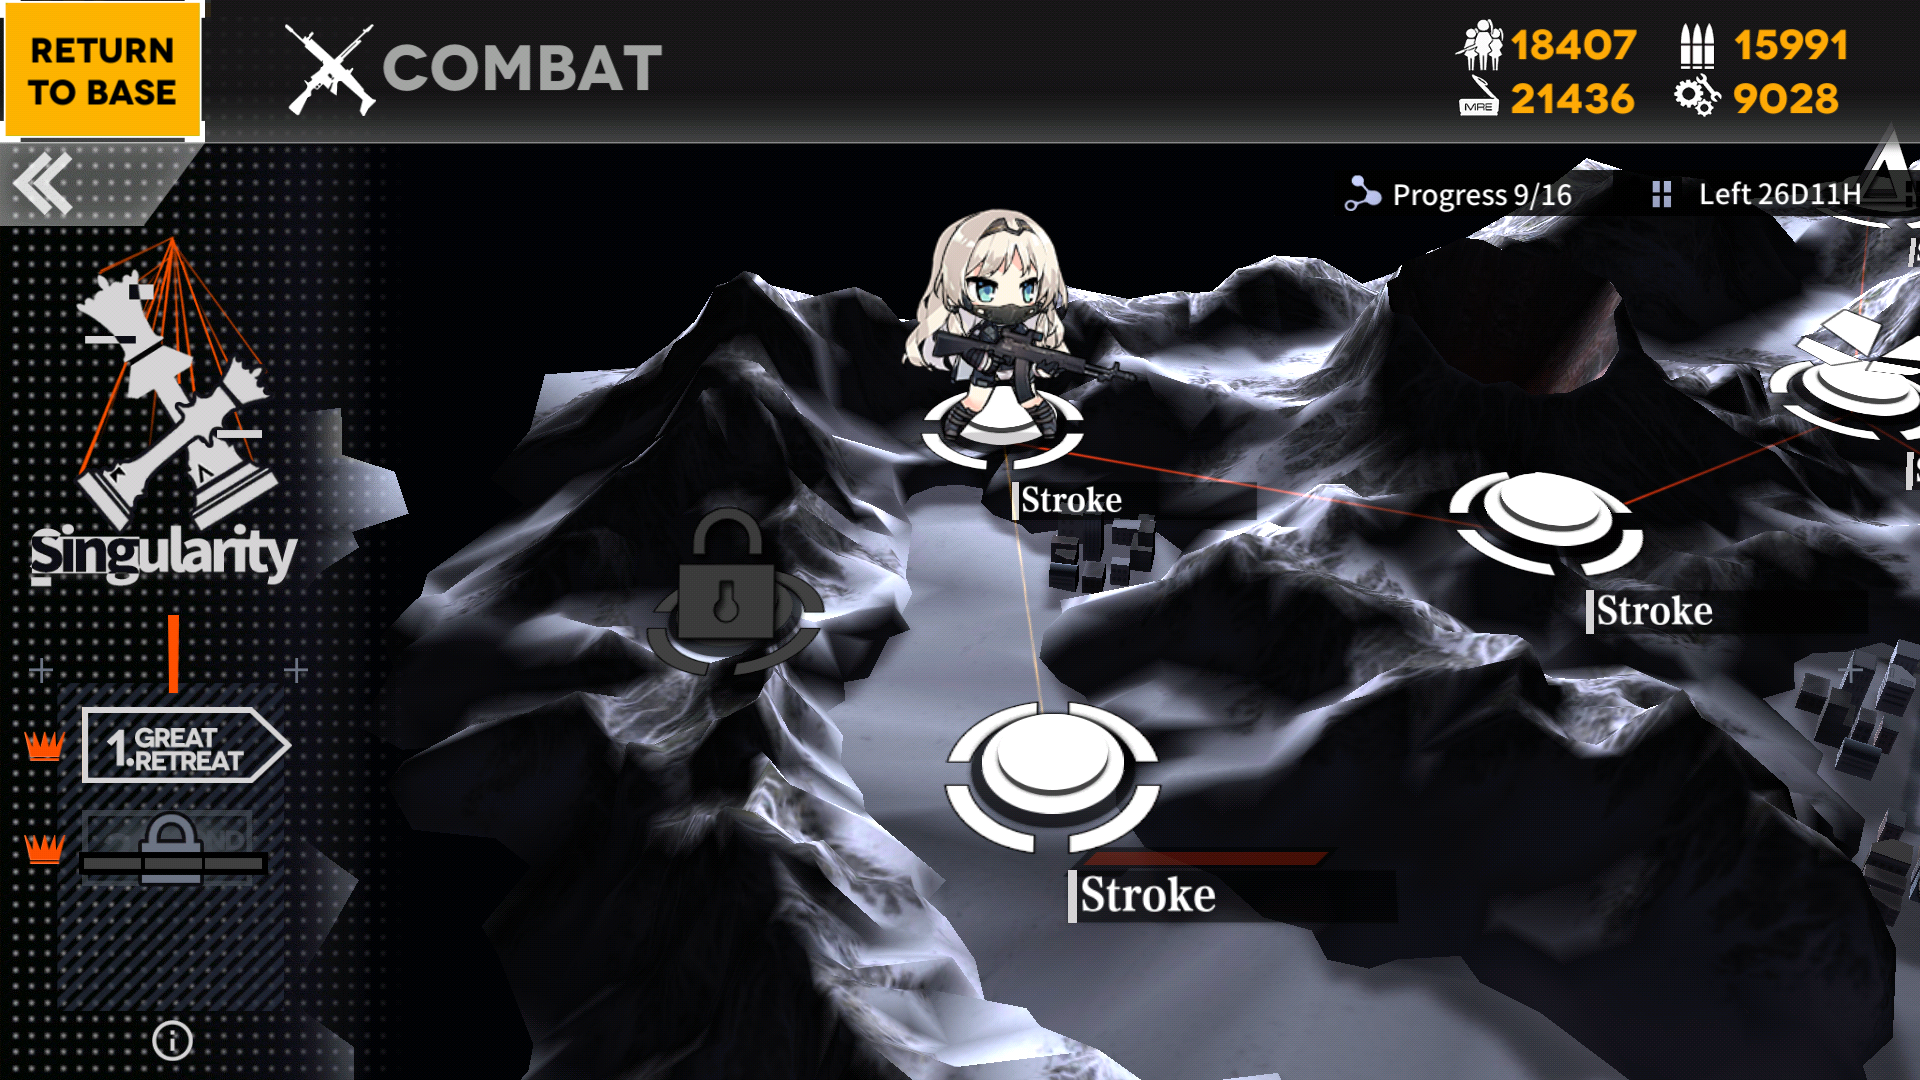 RETURN
TO BASE
COMBAT
18407
15991
MRE
21436
9028
Progress 9/16
Left 26D11H
Stroke
Singularity
Stroke
1. GREAT
RETREAT
Stroke